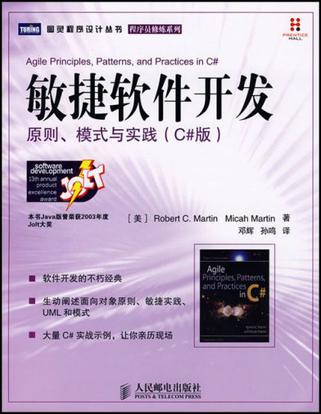 TURING
图灵程序设计丛书
程序员修炼系列
PRENTICE
HALL
Agile Principles, Patterns, and Practices in C#
敏捷软件开发
原则、模式与实践（C#版）
software
development
13th annual
product
excellence
award
JOLT
本书Java版曾荣获2003年度
Jolt大奖
[美] Robert C. Martin Micah Martin 著
邓辉 孙鸣 译
软件开发的不朽经典
生动阐述面向对象原则、敏捷实践、
UML和模式
大量 C# 实战示例，让你亲历现场
Agile
Principles, Patterns,
and Practices
in C#
人民邮电出版社
POSTS & TELECOM PRESS